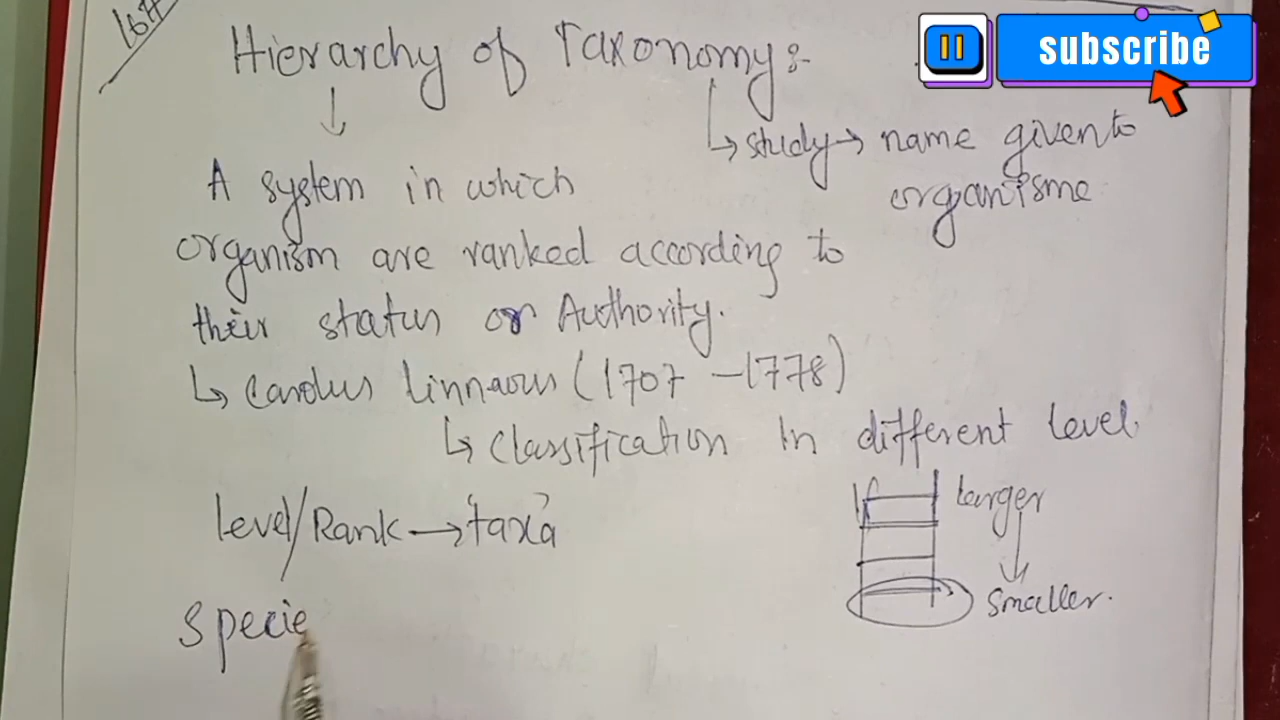 16th
Hierarchy of Taxonomy:-
subscribe
↳ study → name given to
organisme
A system in which
organism are ranked according to
their status or Authority.
↳ Carolus linnaeus (1707 - 1778)
↳ Classification In different level.
level/Rank → 'taxa'
larger
smaller.
specie